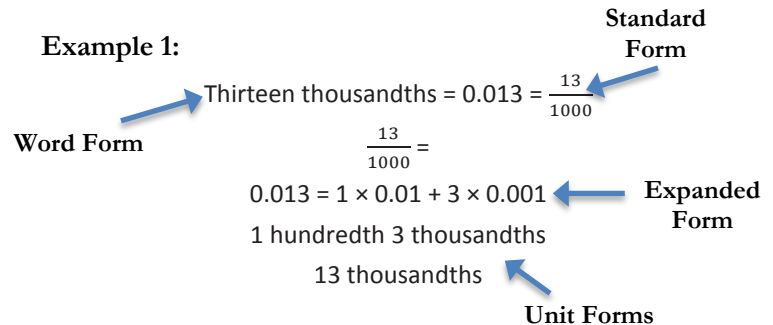 Standard
Form
Example 1:
Thirteen thousandths = 0.013 = 13/1000
Word Form
13/1000 =
0.013 = 1 × 0.01 + 3 × 0.001
Expanded
Form
1 hundredth 3 thousandths
13 thousandths
Unit Forms